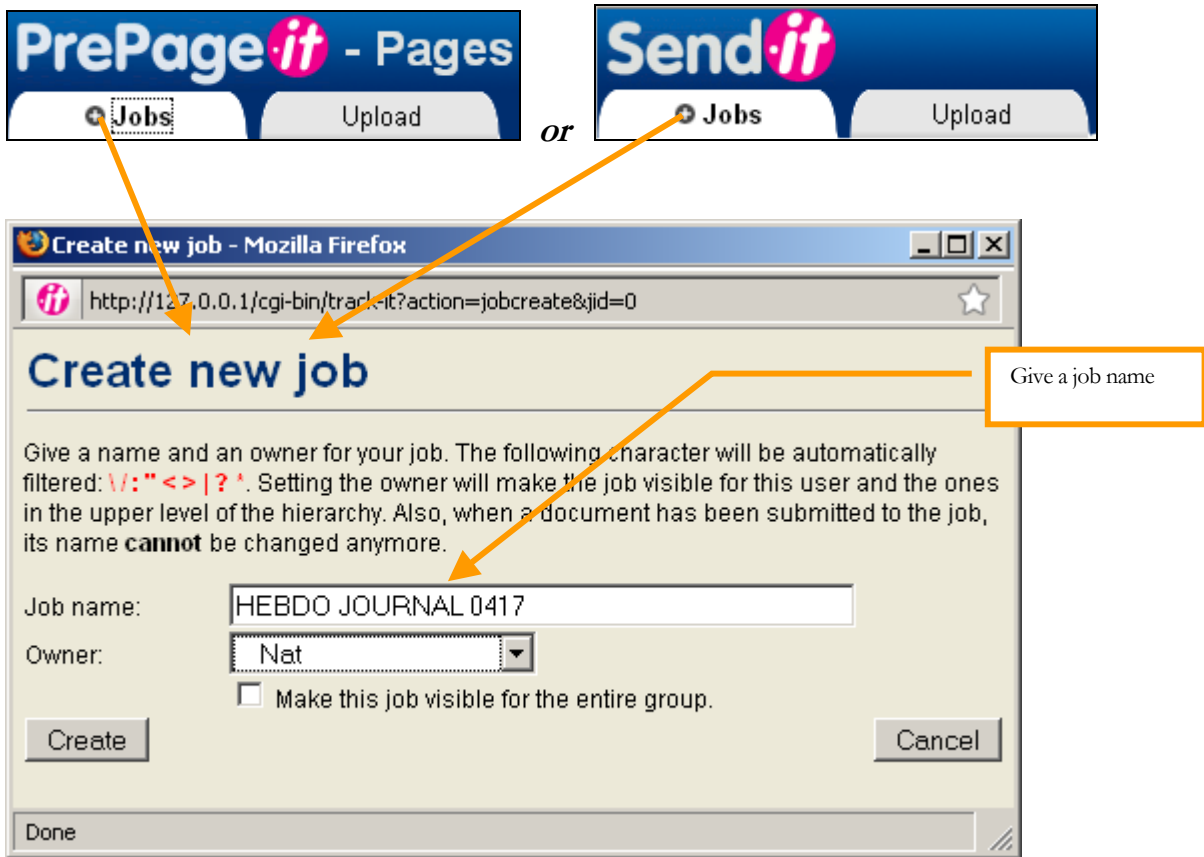 PrePage·it - Pages
Jobs Upload
or
Send·it
Jobs Upload
Create new job - Mozilla Firefox
it http://127.0.0.1/cgi-bin/track-it?action=jobcreate&jid=0
Create new job
Give a job name
Give a name and an owner for your job. The following character will be automatically
filtered: \/:"<>|?*. Setting the owner will make the job visible for this user and the ones
in the upper level of the hierarchy. Also, when a document has been submitted to the job,
its name cannot be changed anymore.
Job name: HEBDO JOURNAL 0417
Owner: Nat
Make this job visible for the entire group.
Create Cancel
Done